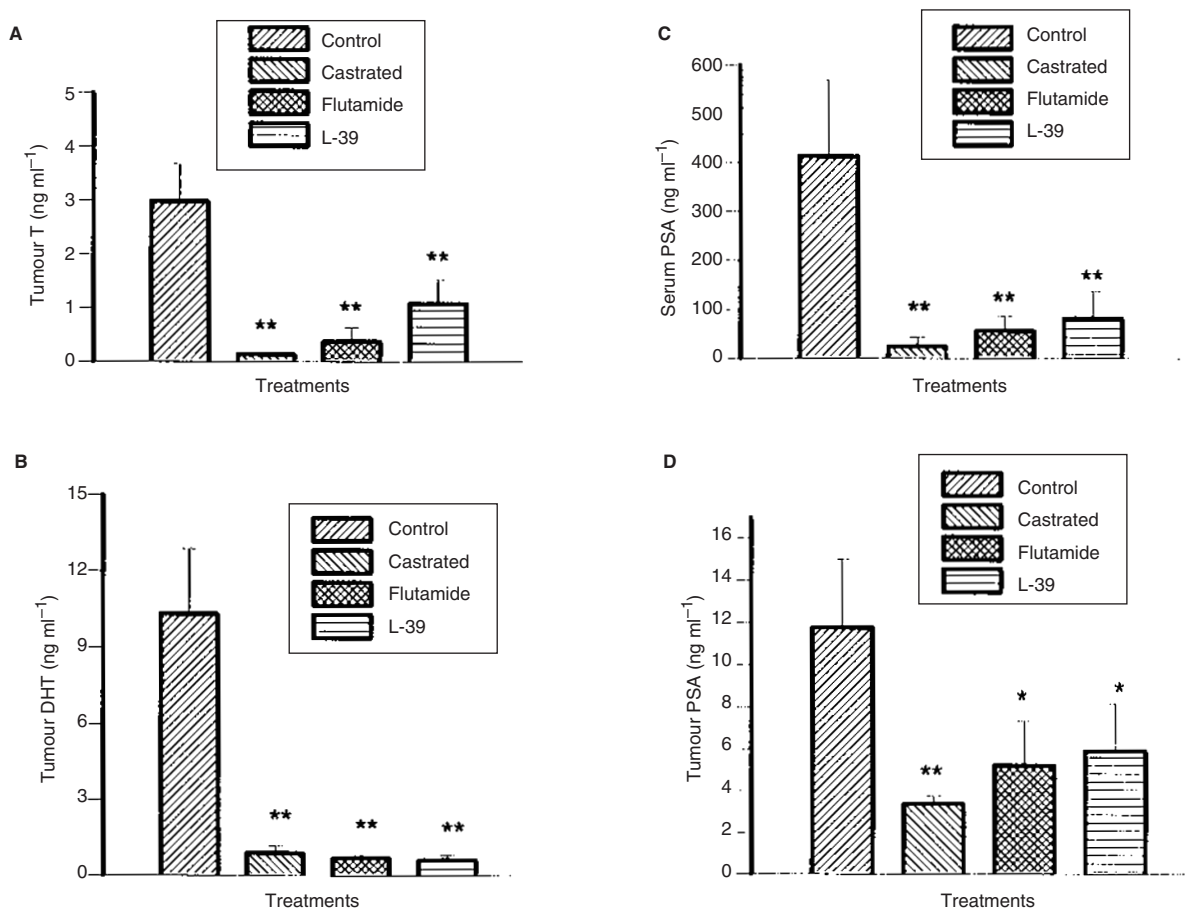 A
Control
Castrated
Flutamide
L-39
5
4
3
2
1
0
Tumour T (ng ml⁻¹)
**
**
**
Treatments
B
Control
Castrated
Flutamide
L-39
15
12
9
6
3
0
Tumour DHT (ng ml⁻¹)
**
**
**
Treatments
C
Control
Castrated
Flutamide
L-39
600
500
400
300
200
100
0
Serum PSA (ng ml⁻¹)
**
**
**
Treatments
D
Control
Castrated
Flutamide
L-39
16
14
12
16
8
6
4
2
0
Tumour PSA (ng ml⁻¹)
**
*
*
Treatments